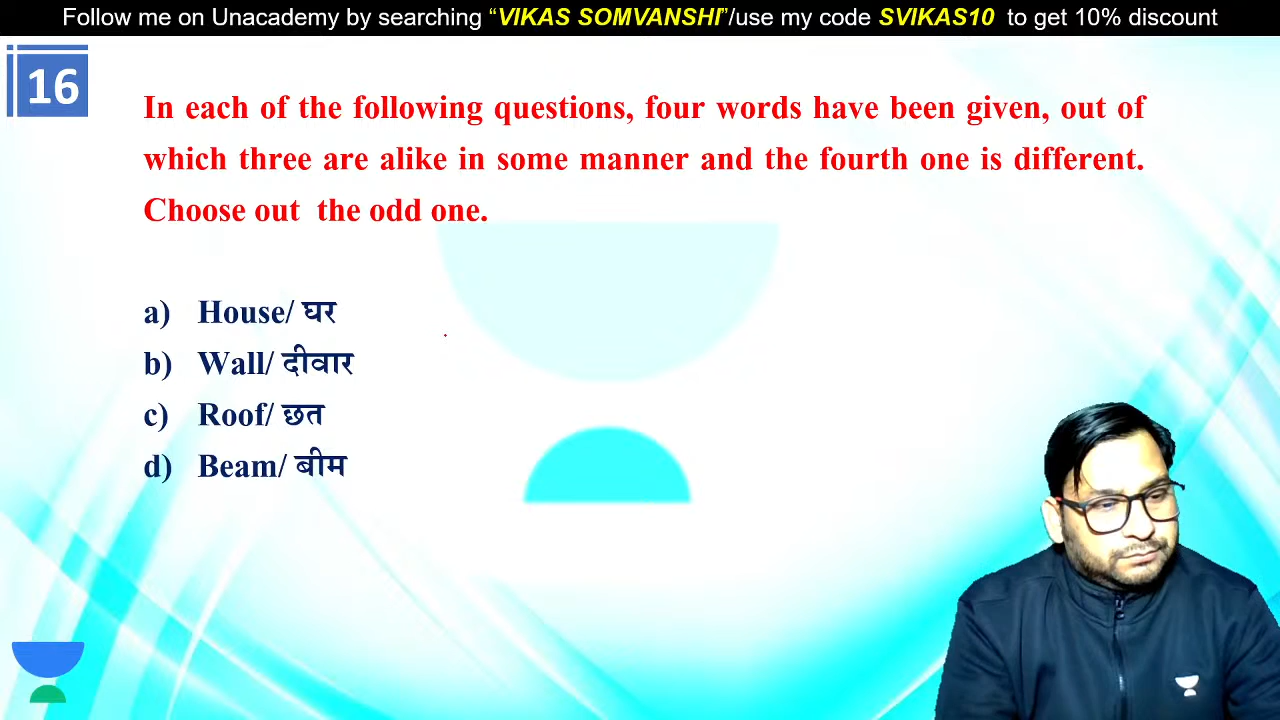 Follow me on Unacademy by searching “VIKAS SOMVANSHI”/use my code SVIKAS10 to get 10% discount
16
In each of the following questions, four words have been given, out of
which three are alike in some manner and the fourth one is different.
Choose out the odd one.
a) House/ घर
b) Wall/ दीवार
c) Roof/ छत
d) Beam/ बीम